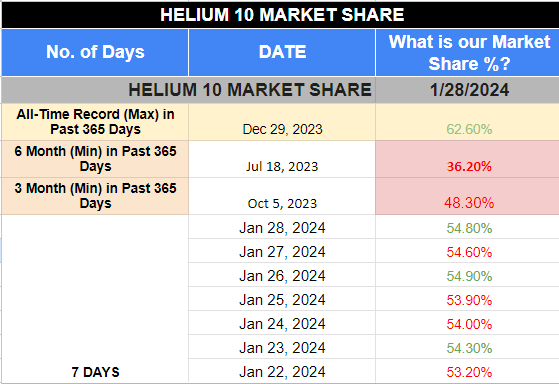 HELIUM 10 MARKET SHARE
No. of Days DATE What is our Market
Share %?
HELIUM 10 MARKET SHARE 1/28/2024
All-Time Record (Max) in
Past 365 Days Dec 29, 2023 62.60%
6 Month (Min) in Past 365
Days Jul 18, 2023 36.20%
3 Month (Min) in Past 365
Days Oct 5, 2023 48.30%
Jan 28, 2024 54.80%
Jan 27, 2024 54.60%
Jan 26, 2024 54.90%
Jan 25, 2024 53.90%
Jan 24, 2024 54.00%
Jan 23, 2024 54.30%
7 DAYS Jan 22, 2024 53.20%